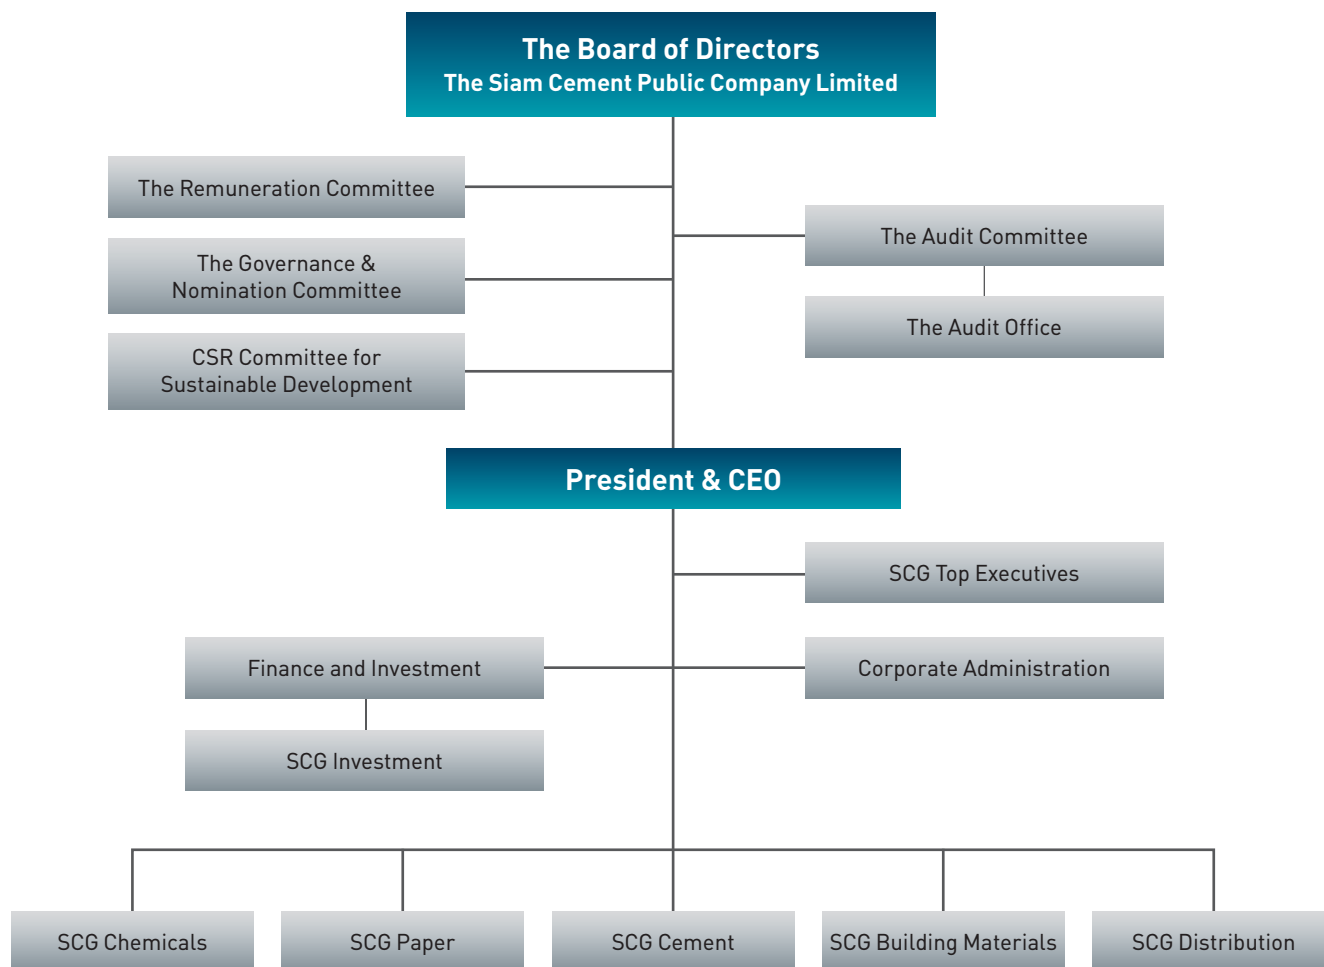 The Board of Directors
The Siam Cement Public Company Limited
The Remuneration Committee
The Audit Committee
The Governance &
Nomination Committee
The Audit Office
CSR Committee for
Sustainable Development
President & CEO
SCG Top Executives
Finance and Investment
Corporate Administration
SCG Investment
SCG Chemicals
SCG Paper
SCG Cement
SCG Building Materials
SCG Distribution